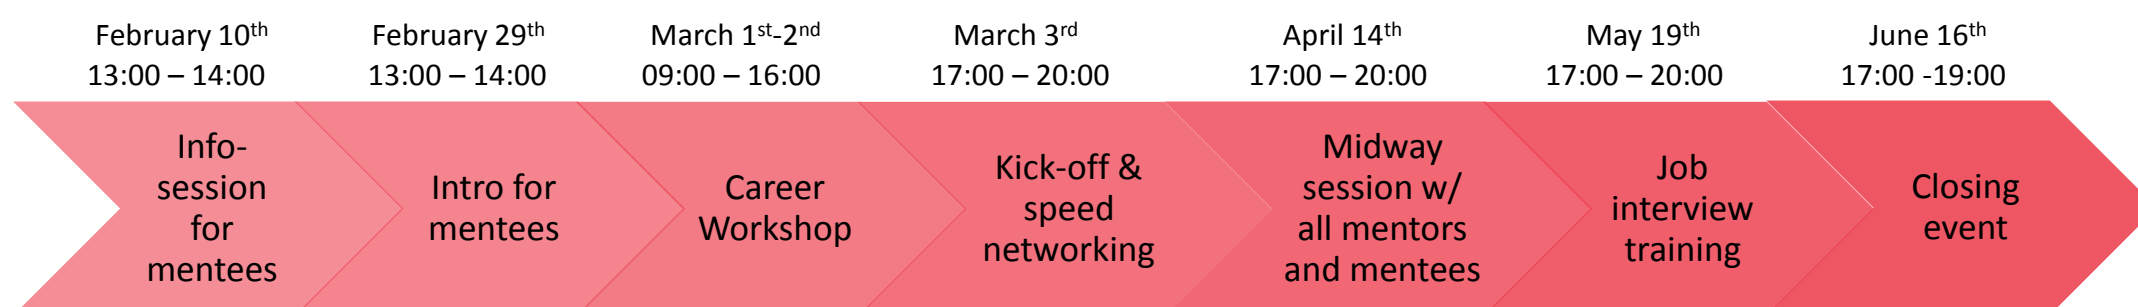 February 10th
13:00 – 14:00
Info-
session
for
mentees
February 29th
13:00 – 14:00
Intro for
mentees
March 1st-2nd
09:00 – 16:00
Career
Workshop
March 3rd
17:00 – 20:00
Kick-off &
speed
networking
April 14th
17:00 – 20:00
Midway
session w/
all mentors
and mentees
May 19th
17:00 – 20:00
Job
interview
training
June 16th
17:00 -19:00
Closing
event